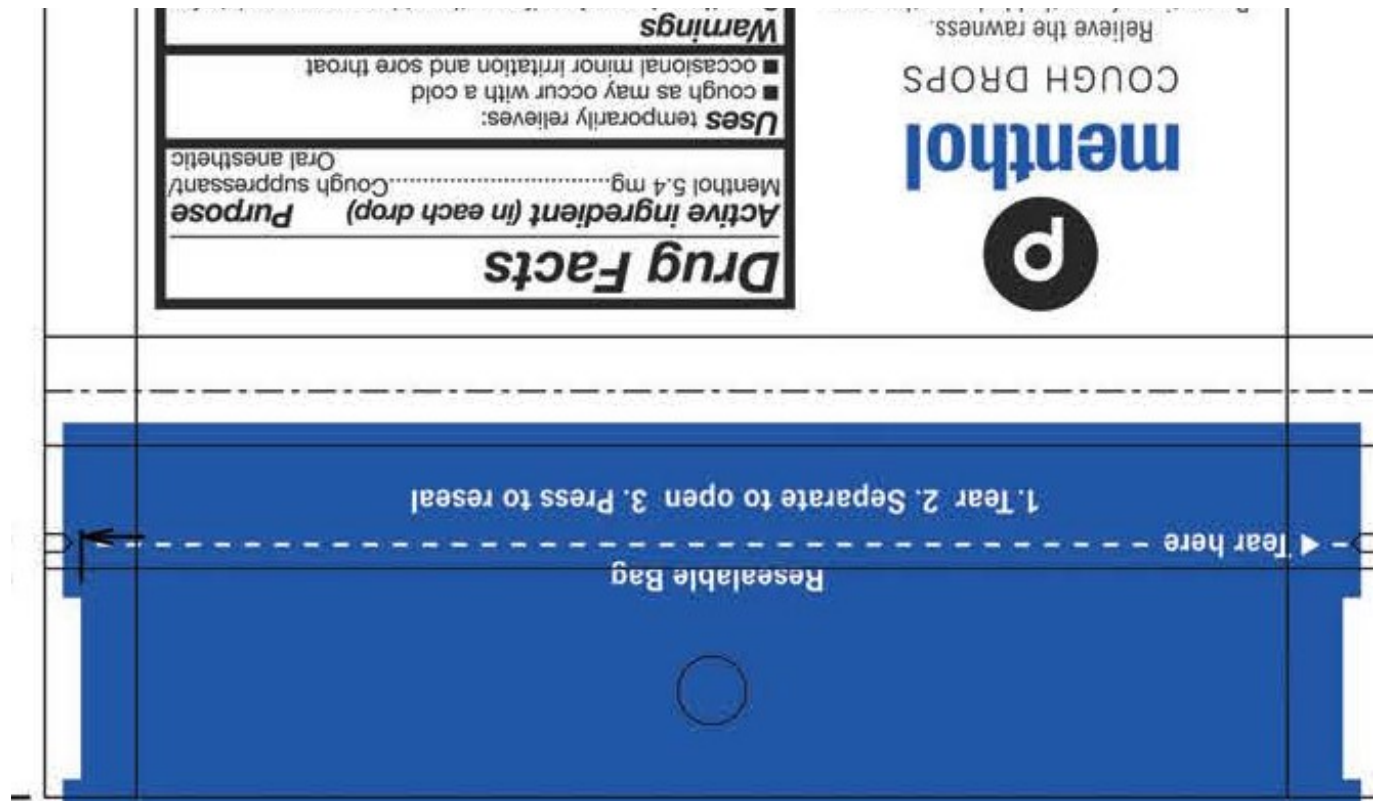 Resealable Bag
Tear here
1. Tear 2. Separate to open 3. Press to reseal
p
menthol
COUGH DROPS
Relieve the rawness.
Drug Facts
Active ingredient (in each drop) Purpose
Menthol 5.4 mg..................................Cough suppressant/
Oral anesthetic
Uses temporarily relieves:
■ cough as may occur with a cold
■ occasional minor irritation and sore throat
Warnings